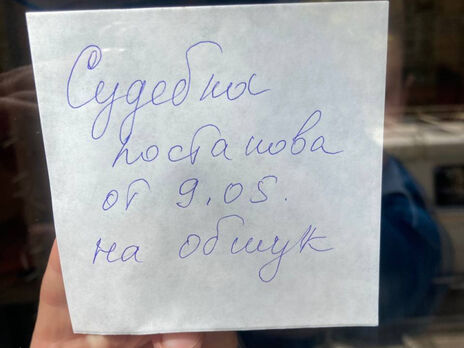 Судебна
постанова
от 9.05.
на обшук